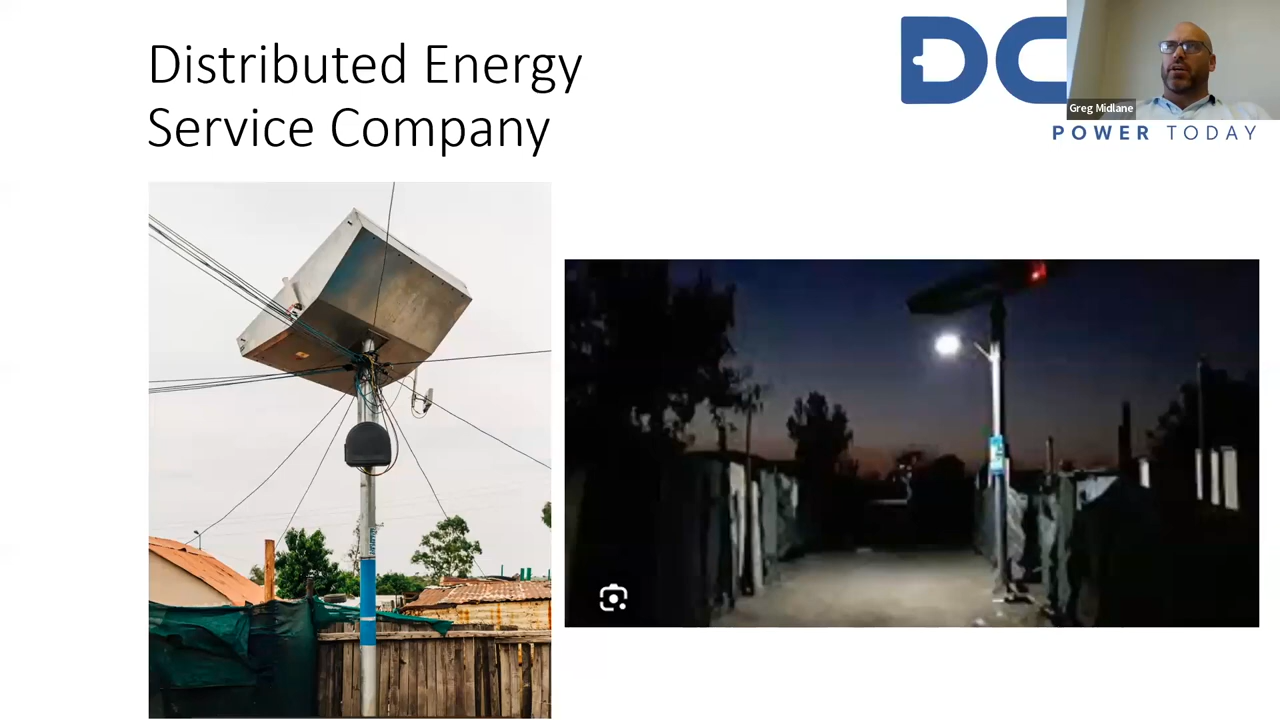 Distributed Energy
Service Company
DC
Greg Midlane
POWER TODAY